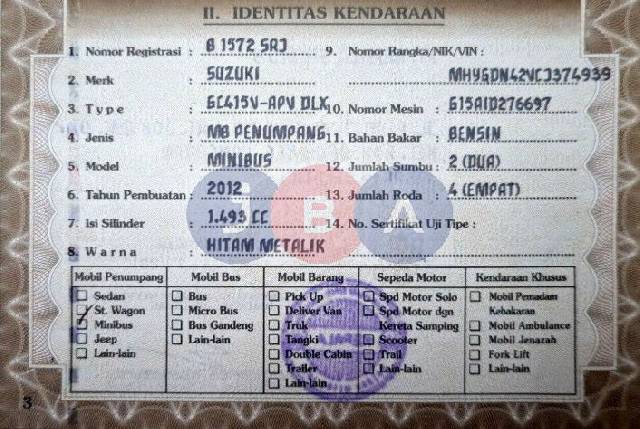 II. IDENTITAS KENDARAAN
1. Nomor Registrasi : B 1572 SRJ 9. Nomor Rangka/NIK/VIN :
2. Merk : SUZUKI MHYGDN42VCJ374939
3. Type : GC415V-APV DLX 10. Nomor Mesin : G15AID276697
4. Jenis : MB PENUMPANG 11. Bahan Bakar : BENSIN
5. Model : MINIBUS 12. Jumlah Sumbu : 2 (DUA)
6. Tahun Pembuatan : 2012 13. Jumlah Roda : 4 (EMPAT)
7. Isi Silinder : 1.493 CC 14. No. Sertifikat Uji Tipe :
8. Warna : HITAM METALIK
JBA
Mobil Penumpang Mobil Bus Mobil Barang Sepeda Motor Kendaraan Khusus
Sedan Bus Pick Up Spd Motor Solo Mobil Pemadam
St. Wagon Micro Bus Deliver Van Spd Motor dgn Kebakaran
Minibus Bus Gandeng Truk Kereta Samping Mobil Ambulance
Jeep Lain-lain Tangki Scooter Mobil Jenazah
Lain-lain Double Cabin Trail Fork Lift
Trailer Lain-lain Lain-lain
Lain-lain
3